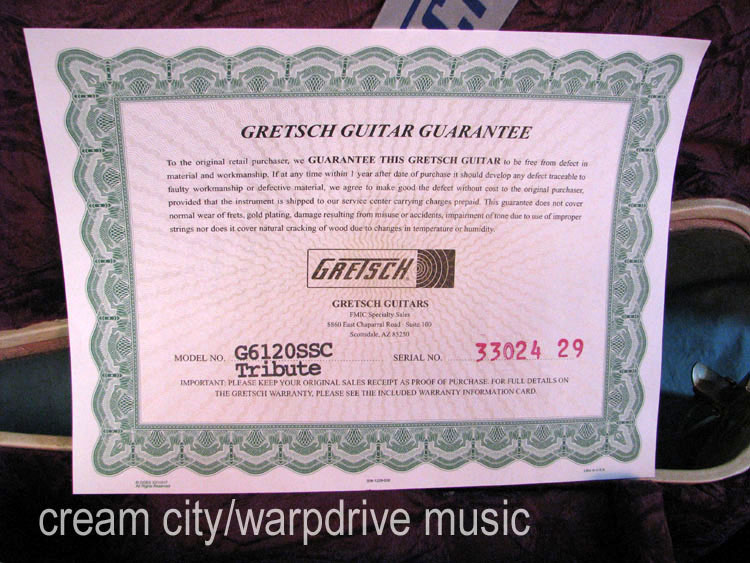 GRETSCH GUITAR GUARANTEE
To the original retail purchaser, we GUARANTEE THIS GRETSCH GUITAR to be free from defect in
material and workmanship. If at any time within 1 year after date of purchase it should develop any defect traceable to
faulty workmanship or defective material, we agree to make good the defect without cost to the original purchaser,
provided that the instrument is shipped to our service center carrying charges prepaid. This guarantee does not cover
normal wear of frets, gold plating, damage resulting from misuse or accidents, impairment of tone due to use of improper
strings nor does it cover natural cracking of wood due to changes in temperature or humidity.
GRETSCH
GRETSCH GUITARS
FMIC Specialty Sales
8860 East Chaparral Road · Suite 100
Scottsdale, AZ 85250
MODEL NO. G6120SSC SERIAL NO. 33024 29
Tribute
IMPORTANT: PLEASE KEEP YOUR ORIGINAL SALES RECEIPT AS PROOF OF PURCHASE. FOR FULL DETAILS ON
THE GRETSCH WARRANTY, PLEASE SEE THE INCLUDED WARRANTY INFORMATION CARD.
All Rights Reserved
cream city/warpdrive music